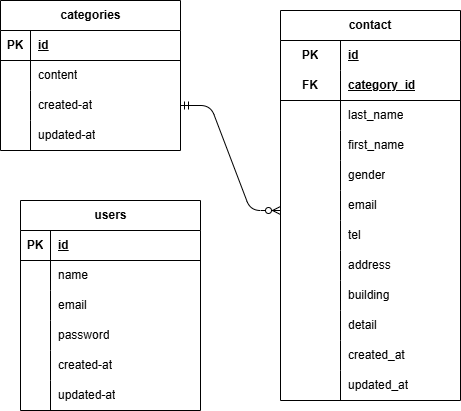 categories
PK id
content
created-at
updated-at
contact
PK id
FK category_id
last_name
first_name
gender
email
tel
address
building
detail
created_at
updated_at
users
PK id
name
email
password
created-at
updated-at